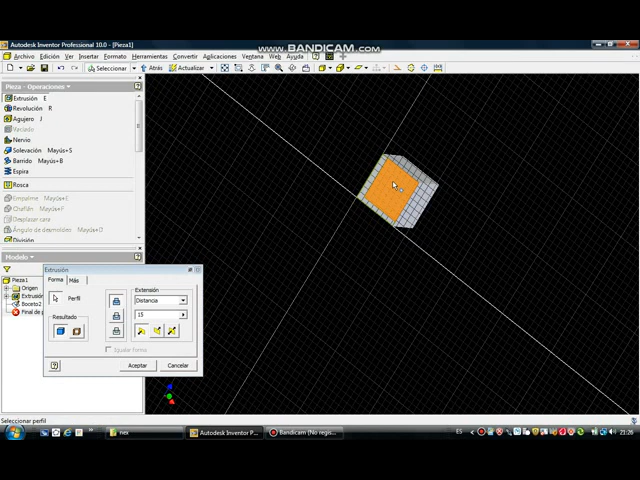 Autodesk Inventor Professional 10.0 - [Pieza1]
WWW.BANDICAM.COM
Archivo Edición Ver Insertar Formato Herramientas Convertir Aplicaciones Ventana Web Ayuda
Seleccionar Atrás Actualizar
Pieza - Operaciones
Extrusión E
Revolución R
Agujero J
Vaciado
Nervio
Solevación Mayús+S
Barrido Mayús+B
Espira
Rosca
Empalme Mayús+E
Chaflán Mayús+F
Desplazar cara
Ángulo de desmoldeo Mayús+D
División
Modelo
Pieza1
Origen
Extrusión
Boceto2
Final de
Extrusión
Forma Más
Perfil
Resultado
Extensión
Distancia
15
Ajustar forma
Aceptar Cancelar
Seleccionar perfil
nex
Autodesk Inventor P...
Bandicam [No regis...
ES
21:26